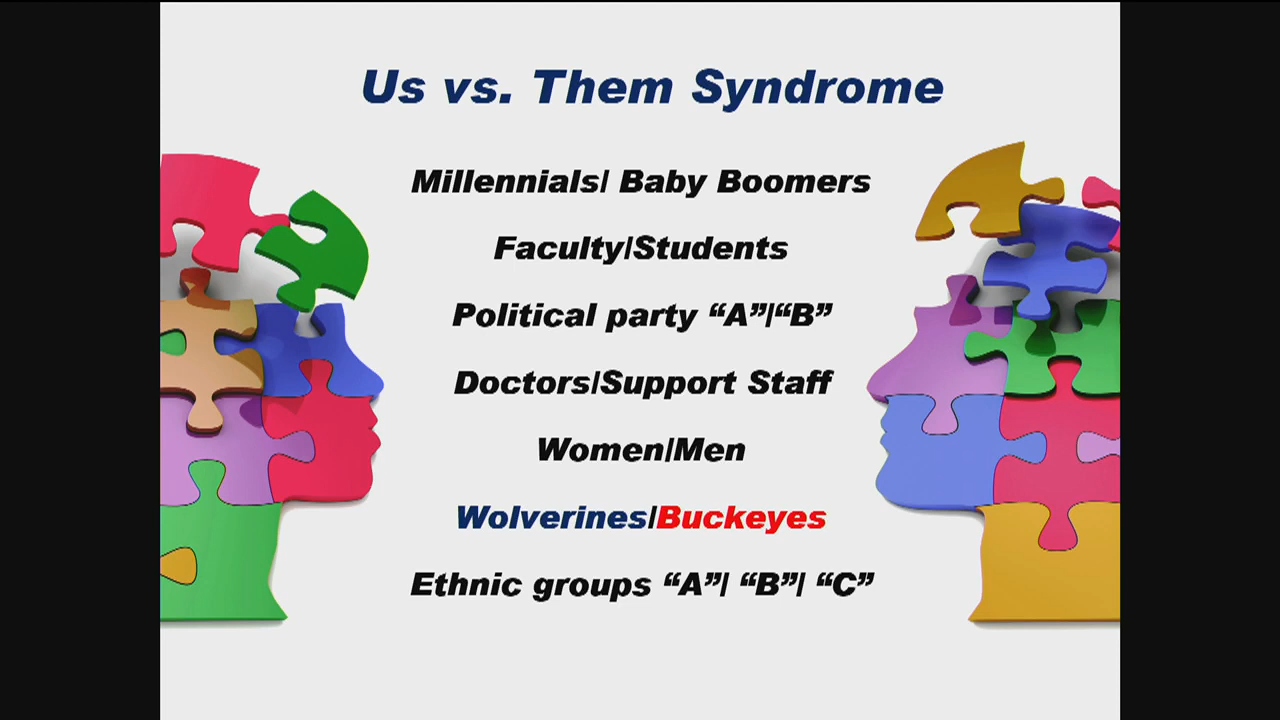 Us vs. Them Syndrome
Millennials/ Baby Boomers
Faculty/Students
Political party “A”/“B”
Doctors/Support Staff
Women/Men
Wolverines/Buckeyes
Ethnic groups “A”/ “B”/ “C”